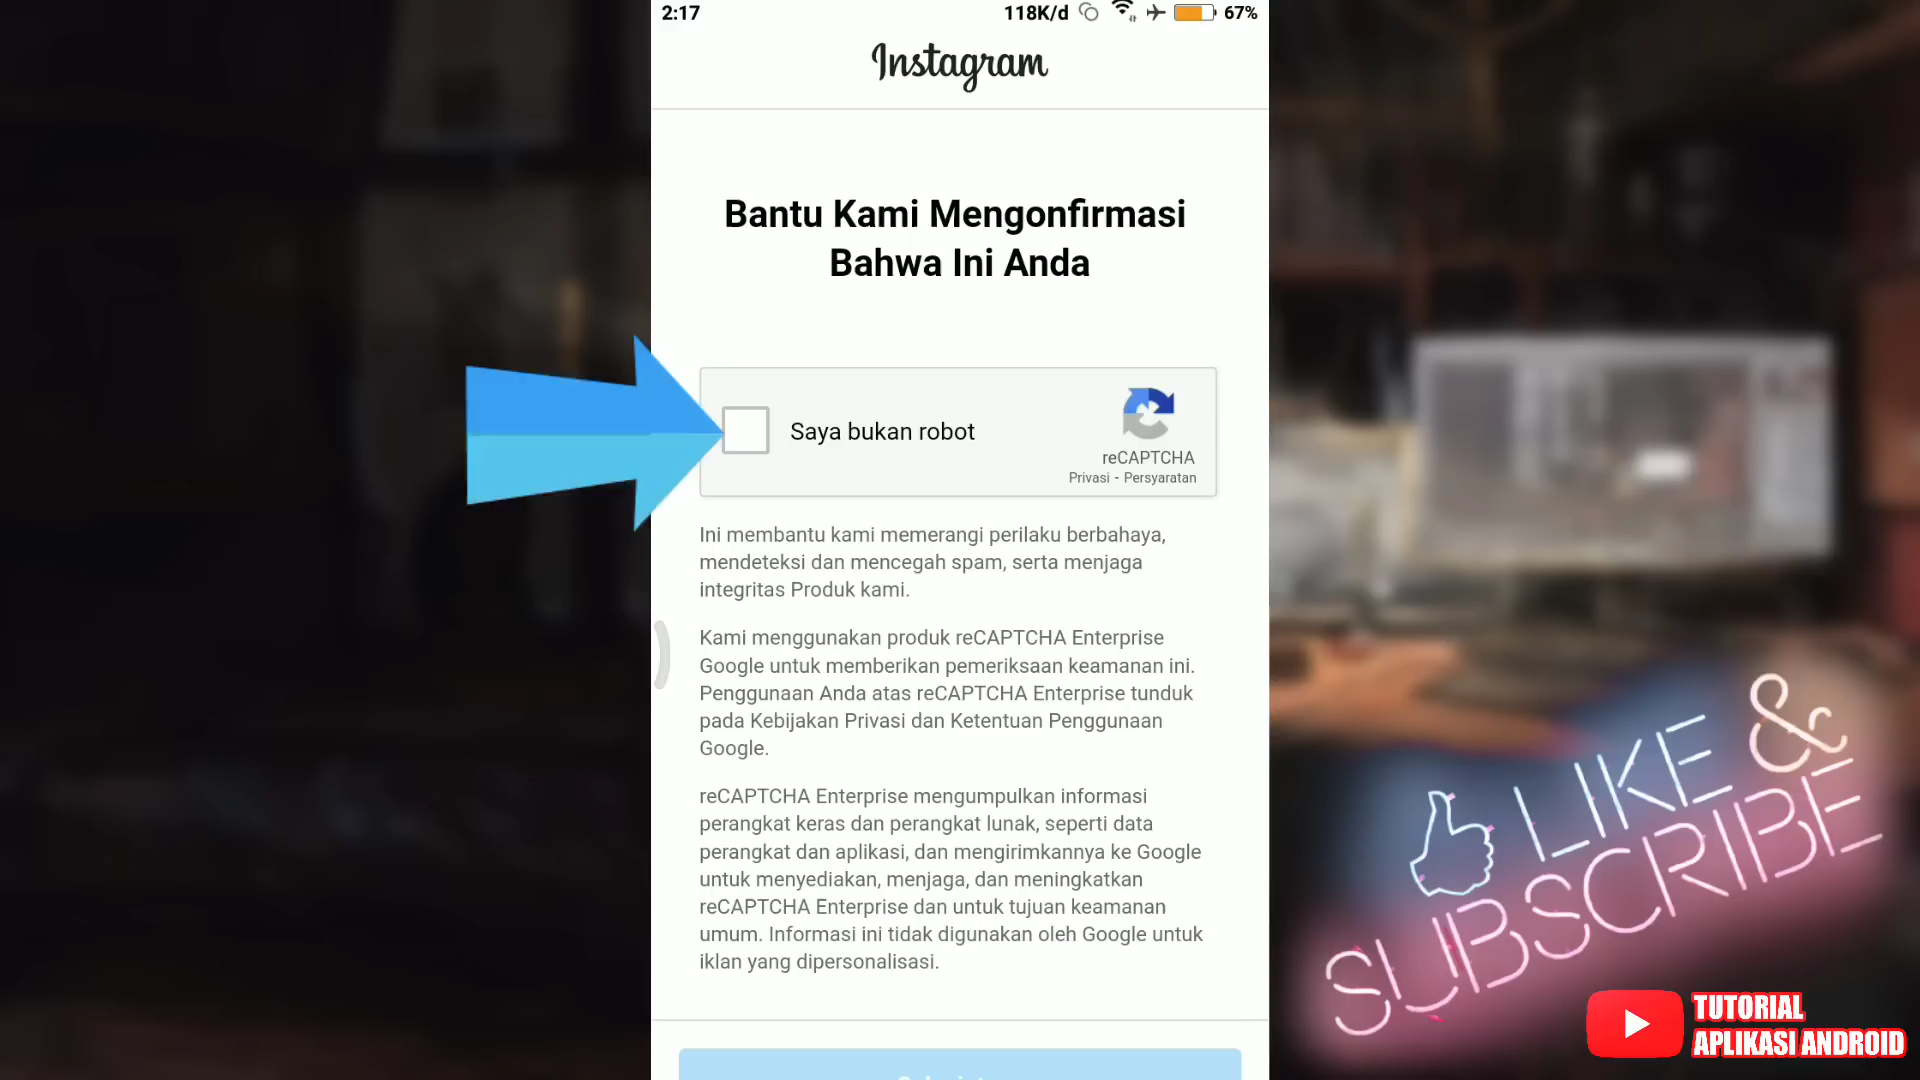 2:17
118K/d
67%
Instagram
Bantu Kami Mengonfirmasi
Bahwa Ini Anda
Saya bukan robot
reCAPTCHA
Privasi - Persyaratan
Ini membantu kami memerangi perilaku berbahaya,
mendeteksi dan mencegah spam, serta menjaga
integritas Produk kami.
Kami menggunakan produk reCAPTCHA Enterprise
Google untuk memberikan pemeriksaan keamanan ini.
Penggunaan Anda atas reCAPTCHA Enterprise tunduk
pada Kebijakan Privasi dan Ketentuan Penggunaan
Google.
reCAPTCHA Enterprise mengumpulkan informasi
perangkat keras dan perangkat lunak, seperti data
perangkat dan aplikasi, dan mengirimkannya ke Google
untuk menyediakan, menjaga, dan meningkatkan
reCAPTCHA Enterprise dan untuk tujuan keamanan
umum. Informasi ini tidak digunakan oleh Google untuk
iklan yang dipersonalisasi.
LIKE &
SUBSCRIBE
TUTORIAL
APLIKASI ANDROID